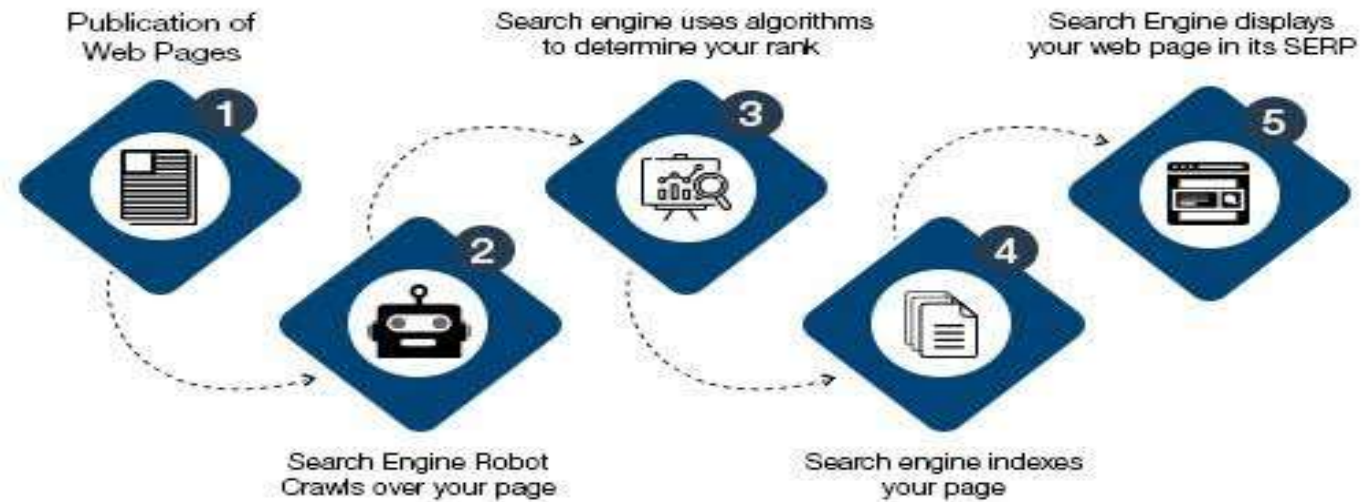 Publication of
Web Pages
1
Search Engine Robot
Crawls over your page
2
Search engine uses algorithms
to determine your rank
3
Search engine indexes
your page
4
Search Engine displays
your web page in its SERP
5